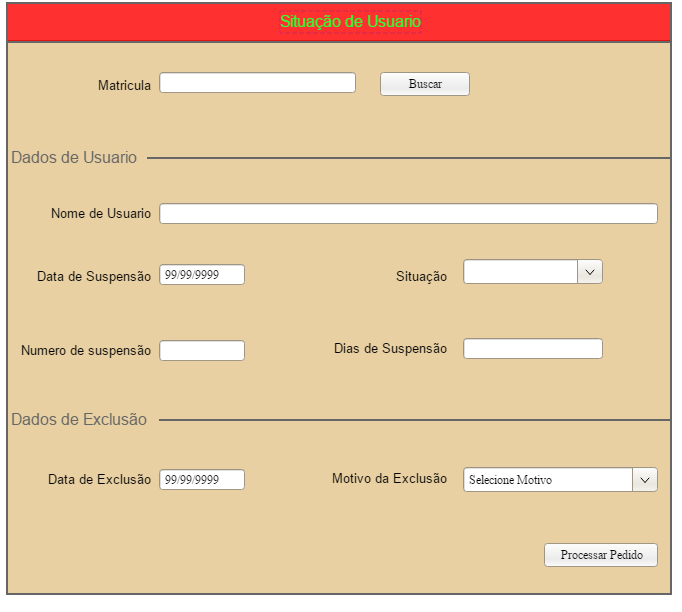 Situação de Usuario
Matricula
Buscar
Dados de Usuario
Nome de Usuario
Data de Suspensão 99/99/9999 Situação
Numero de suspensão Dias de Suspensão
Dados de Exclusão
Data de Exclusão 99/99/9999 Motivo da Exclusão Selecione Motivo
Processar Pedido